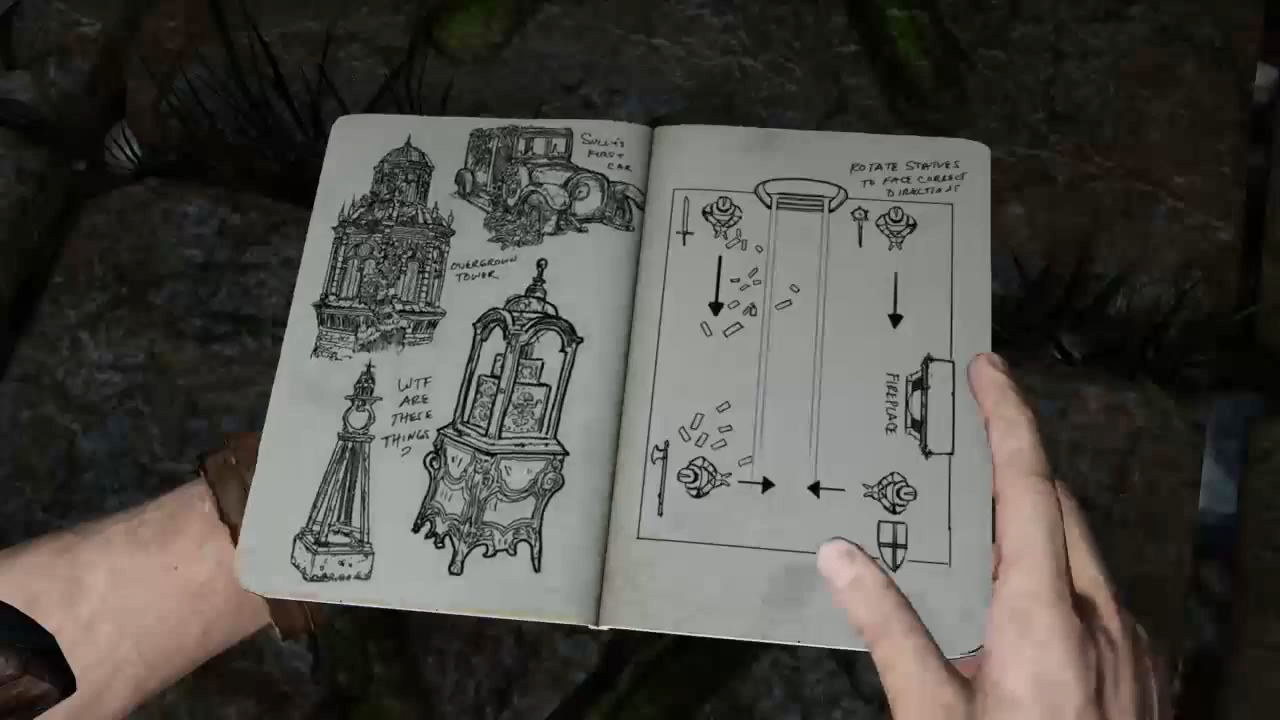 SULLY'S
FIRST
CAR
OVERGROWN
TOWER
WTF
ARE
THESE
THINGS?
ROTATE STATUES
TO FACE CORRECT
DIRECTIONS
FIREPLACE